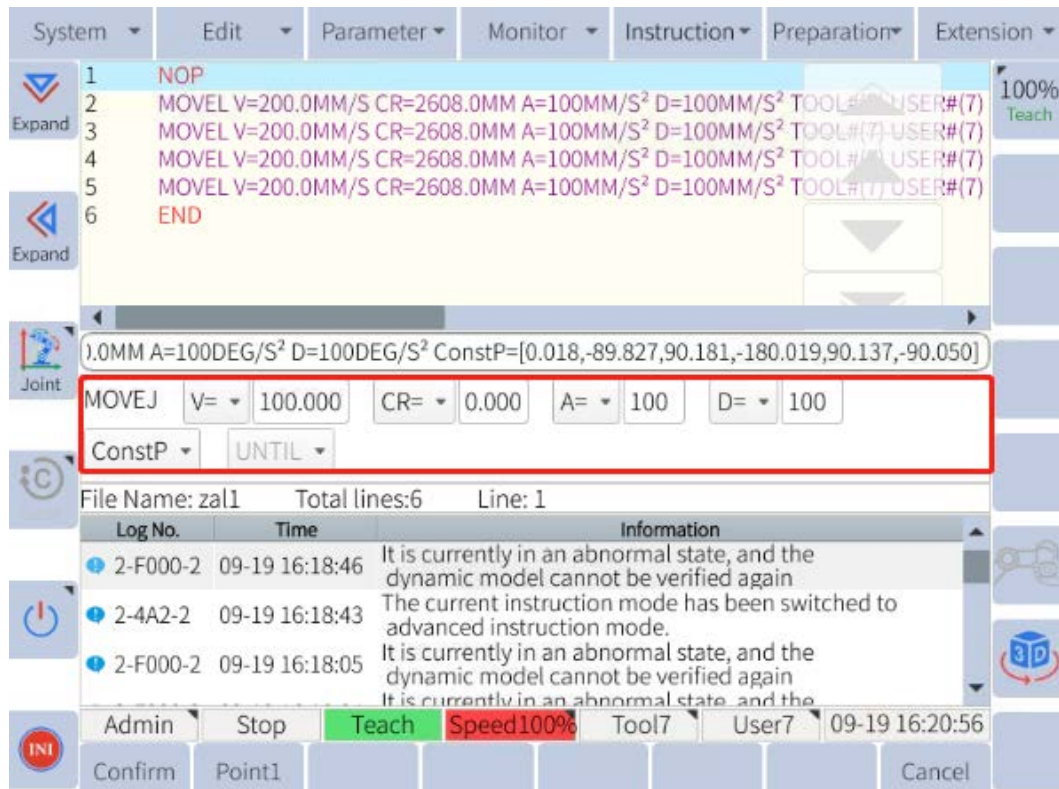 System Edit Parameter Monitor Instruction Preparation Extension
Expand
100%
Teach
1 NOP
2 MOVEL V=200.0MM/S CR=2608.0MM A=100MM/S² D=100MM/S² TOOL#(7) USER#(7)
3 MOVEL V=200.0MM/S CR=2608.0MM A=100MM/S² D=100MM/S² TOOL#(7) USER#(7)
4 MOVEL V=200.0MM/S CR=2608.0MM A=100MM/S² D=100MM/S² TOOL#(7) USER#(7)
5 MOVEL V=200.0MM/S CR=2608.0MM A=100MM/S² D=100MM/S² TOOL#(7) USER#(7)
6 END
Expand
Joint
).0MM A=100DEG/S² D=100DEG/S² ConstP=[0.018,-89.827,90.181,-180.019,90.137,-90.050]
MOVEJ V= 100.000 CR= 0.000 A= 100 D= 100
ConstP UNTIL
C
File Name: zal1 Total lines:6 Line: 1
Log No. Time Information
2-F000-2 09-19 16:18:46 It is currently in an abnormal state, and the
dynamic model cannot be verified again
2-4A2-2 09-19 16:18:43 The current instruction mode has been switched to
advanced instruction mode.
2-F000-2 09-19 16:18:05 It is currently in an abnormal state, and the
dynamic model cannot be verified again
It is currently in an abnormal state, and the
3D
Admin Stop Teach Speed100% Tool7 User7 09-19 16:20:56
INI
Confirm Point1 Cancel